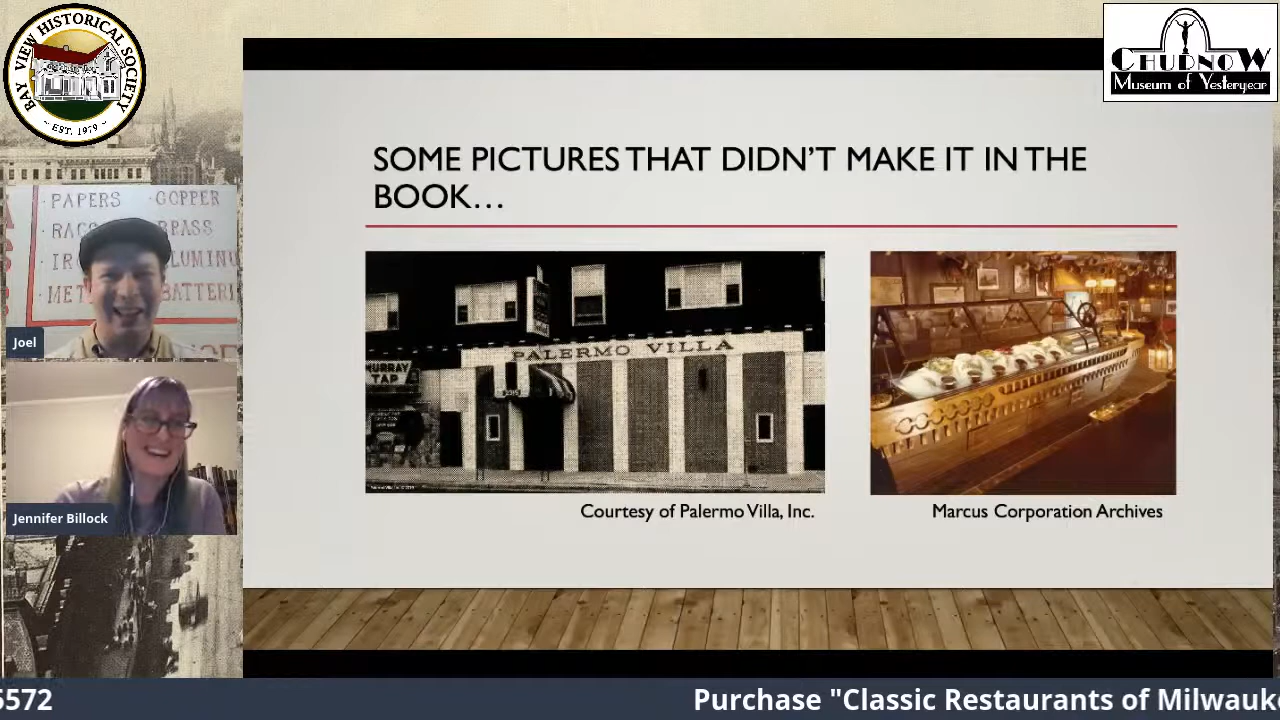 BAY VIEW HISTORICAL SOCIETY
~ EST. 1979 ~
CHUDNOW
Museum of Yesteryear
SOME PICTURES THAT DIDN'T MAKE IT IN THE
BOOK…
PAPERS · COPPER
BRASS
Joel
Jennifer Billock
PALERMO VILLA
MURRAY
TAP
Courtesy of Palermo Villa, Inc.
Marcus Corporation Archives
5572
Purchase "Classic Restaurants of Milwauk